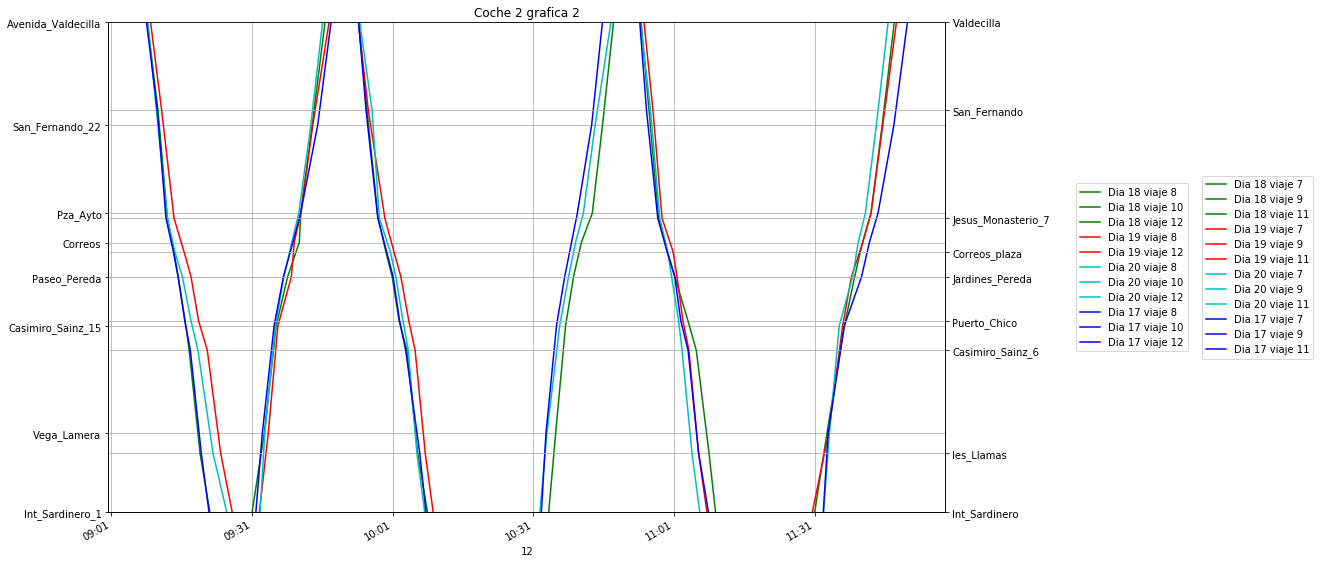 Coche 2 grafica 2
Avenida_Valdecilla
San_Fernando_22
Pza_Ayto
Correos
Paseo_Pereda
Casimiro_Sainz_15
Vega_Lamera
Int_Sardinero_1
Valdecilla
San_Fernando
Jesus_Monasterio_7
Correos_plaza
Jardines_Pereda
Puerto_Chico
Casimiro_Sainz_6
Ies_Llamas
Int_Sardinero
09:01
09:31
10:01
10:31
11:01
11:31
12
Dia 18 viaje 8
Dia 18 viaje 10
Dia 18 viaje 12
Dia 19 viaje 8
Dia 19 viaje 12
Dia 20 viaje 8
Dia 20 viaje 10
Dia 20 viaje 12
Dia 17 viaje 8
Dia 17 viaje 10
Dia 17 viaje 12
Dia 18 viaje 7
Dia 18 viaje 9
Dia 18 viaje 11
Dia 19 viaje 7
Dia 19 viaje 9
Dia 19 viaje 11
Dia 20 viaje 7
Dia 20 viaje 9
Dia 20 viaje 11
Dia 17 viaje 7
Dia 17 viaje 9
Dia 17 viaje 11